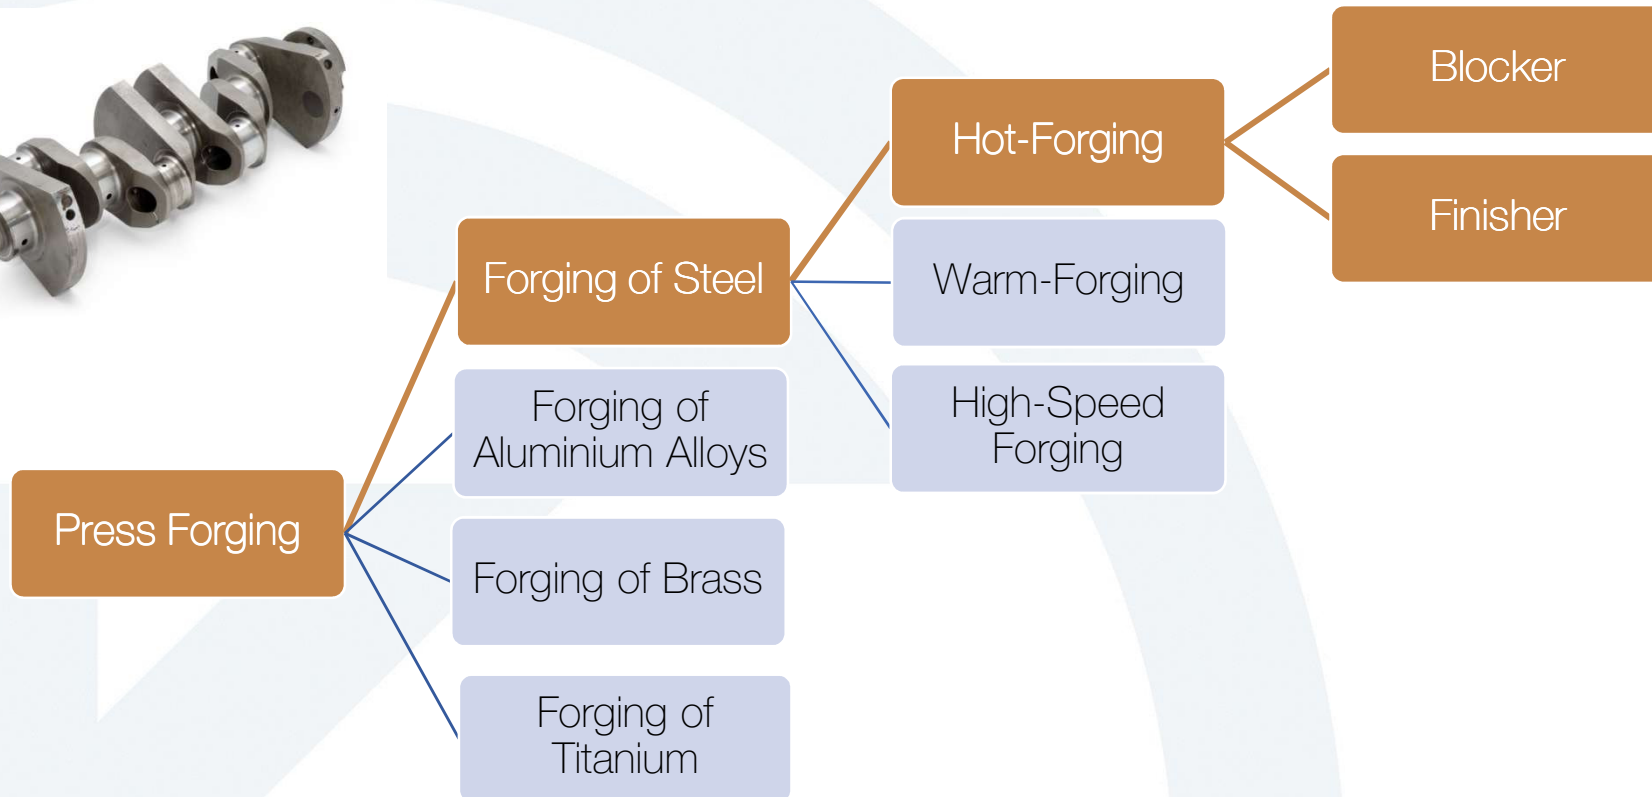 Blocker
Hot-Forging
Finisher
Forging of Steel
Warm-Forging
High-Speed
Forging
Forging of
Aluminium Alloys
Press Forging
Forging of Brass
Forging of
Titanium